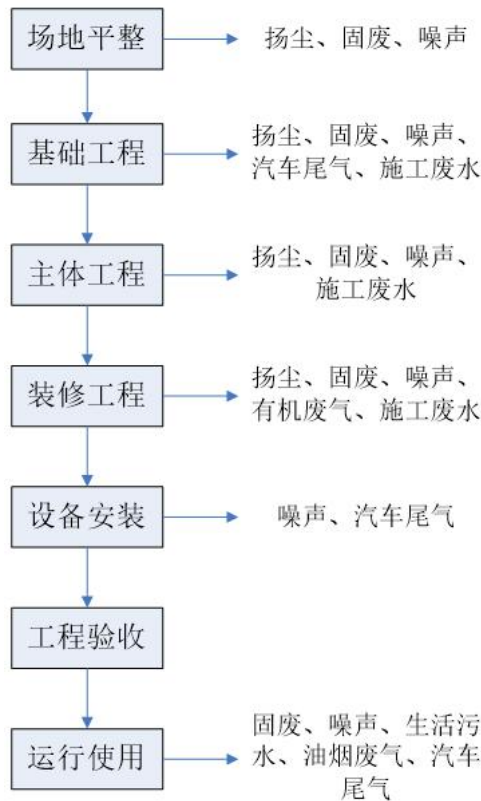 场地平整
扬尘、固废、噪声
基础工程
扬尘、固废、噪声、
汽车尾气、施工废水
主体工程
扬尘、固废、噪声、
施工废水
装修工程
扬尘、固废、噪声、
有机废气、施工废水
设备安装
噪声、汽车尾气
工程验收
运行使用
固废、噪声、生活污
水、油烟废气、汽车
尾气